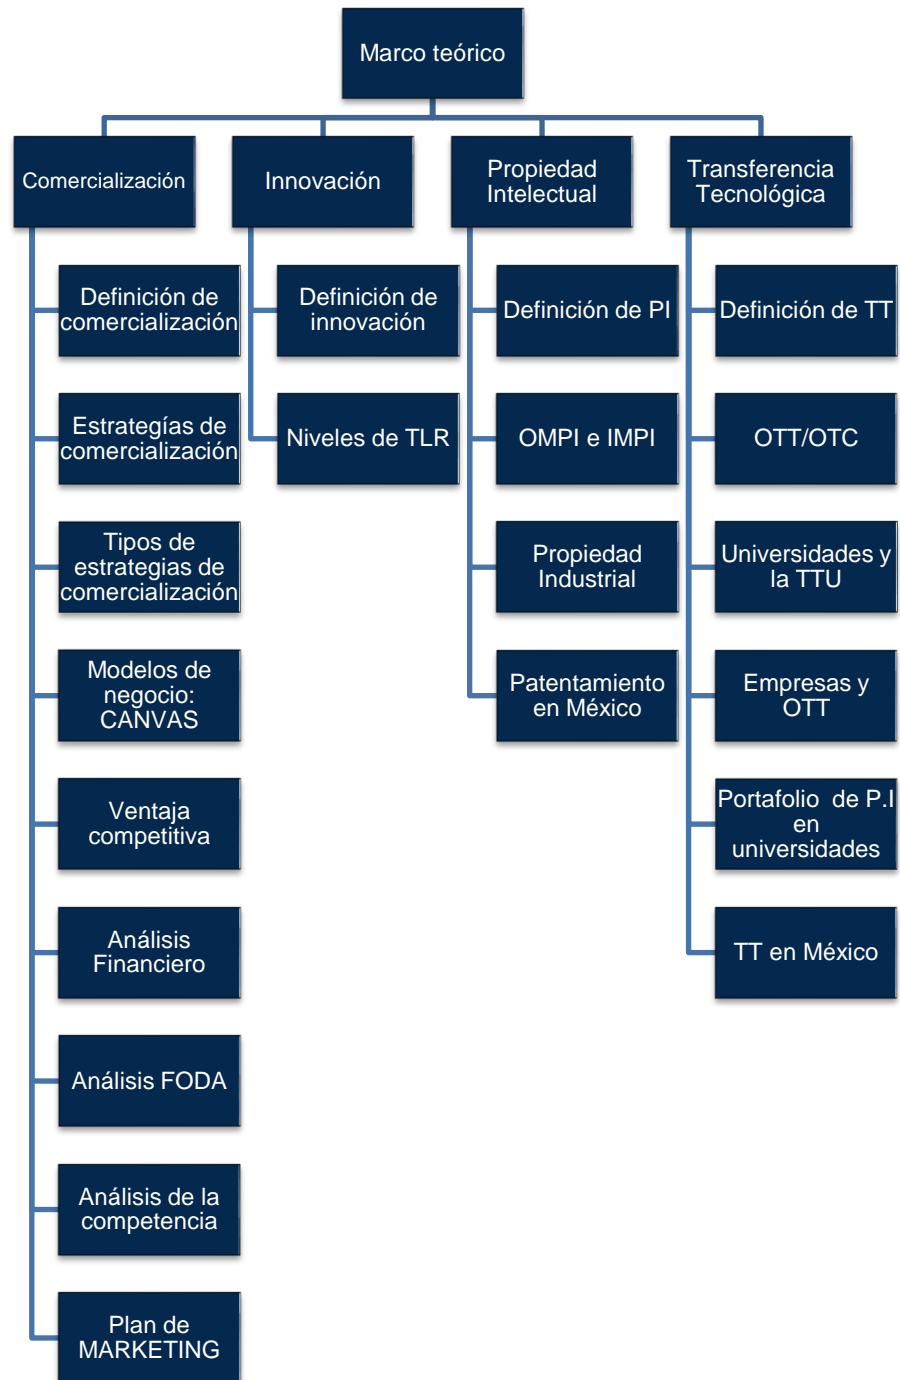 Marco teórico
Comercialización
Innovación
Propiedad
Intelectual
Transferencia
Tecnológica
Definición de
comercialización
Estrategías de
comercialización
Tipos de
estrategias de
comercialización
Modelos de
negocio:
CANVAS
Ventaja
competitiva
Análisis
Financiero
Análisis FODA
Análisis de la
competencia
Plan de
MARKETING
Definición de
innovación
Niveles de TLR
Definición de PI
OMPI e IMPI
Propiedad
Industrial
Patentamiento
en México
Definición de TT
OTT/OTC
Universidades y
la TTU
Empresas y
OTT
Portafolio de P.I
en
universidades
TT en México